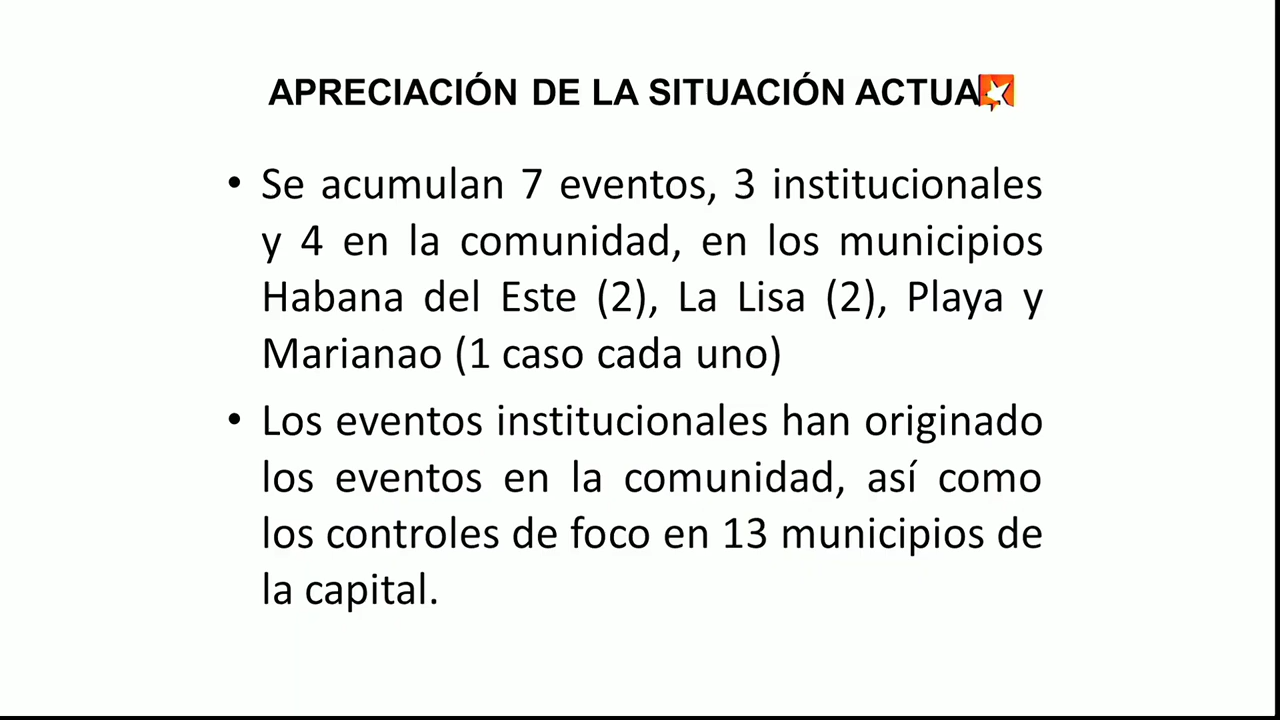 APRECIACIÓN DE LA SITUACIÓN ACTUA
• Se acumulan 7 eventos, 3 institucionales
y 4 en la comunidad, en los municipios
Habana del Este (2), La Lisa (2), Playa y
Marianao (1 caso cada uno)
• Los eventos institucionales han originado
los eventos en la comunidad, así como
los controles de foco en 13 municipios de
la capital.